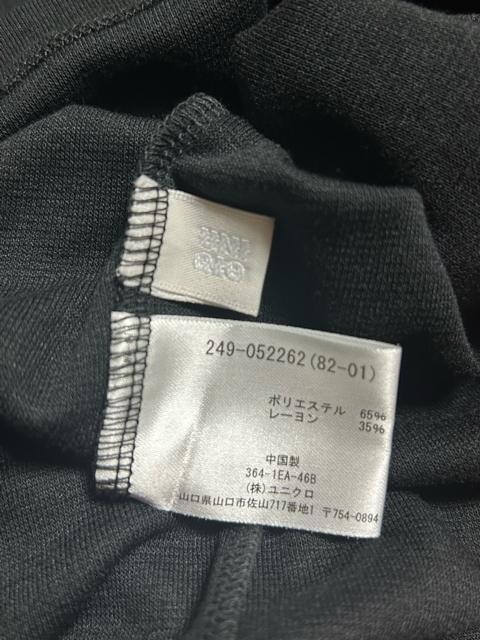 UNI
QLO
249-052262(82-01)
ポリエステル 65%
レーヨン 35%
中国製
364-1EA-46B
(株)ユニクロ
山口県山口市佐山717番地1 〒754-0894